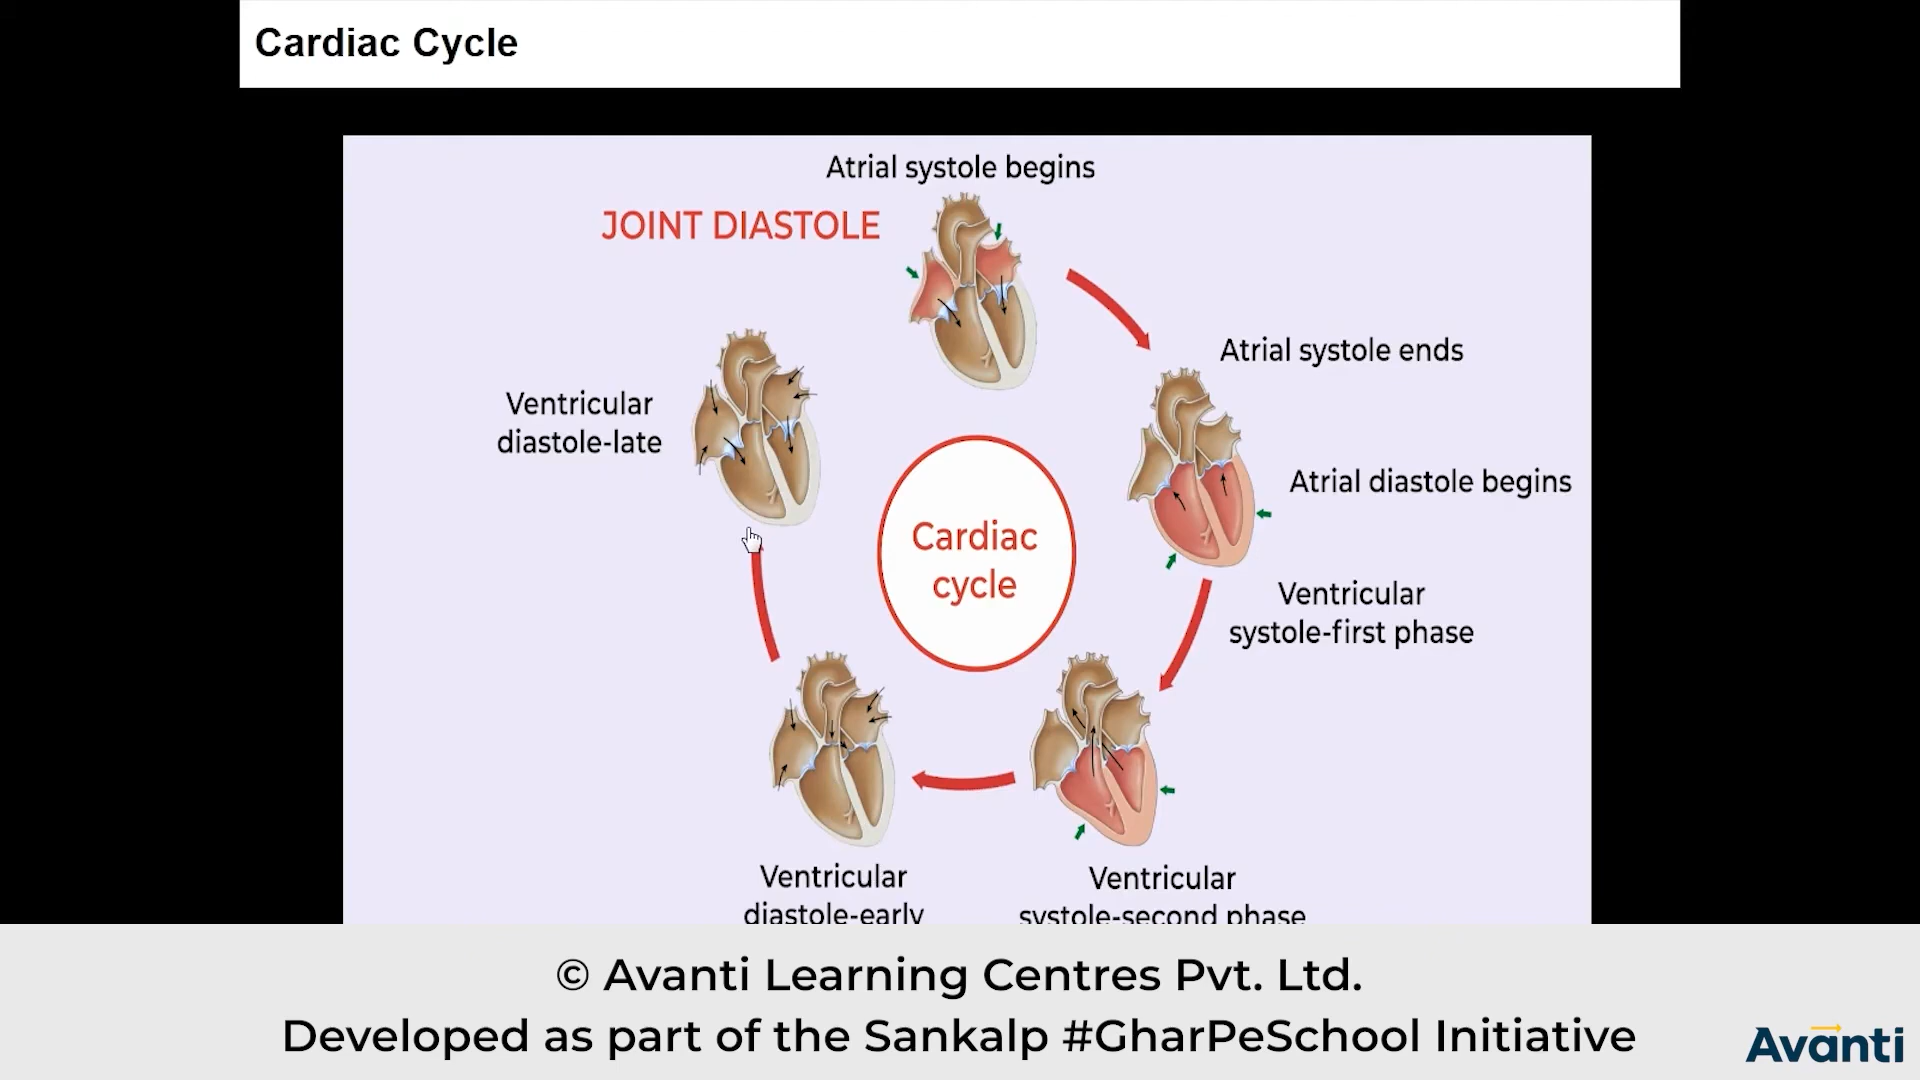 Cardiac Cycle
Atrial systole begins
JOINT DIASTOLE
Atrial systole ends
Ventricular
diastole-late
Atrial diastole begins
Cardiac
cycle
Ventricular
systole-first phase
Ventricular
diastole-early
Ventricular
systole-second phase
© Avanti Learning Centres Pvt. Ltd.
Developed as part of the Sankalp #GharPeSchool Initiative
Avanti